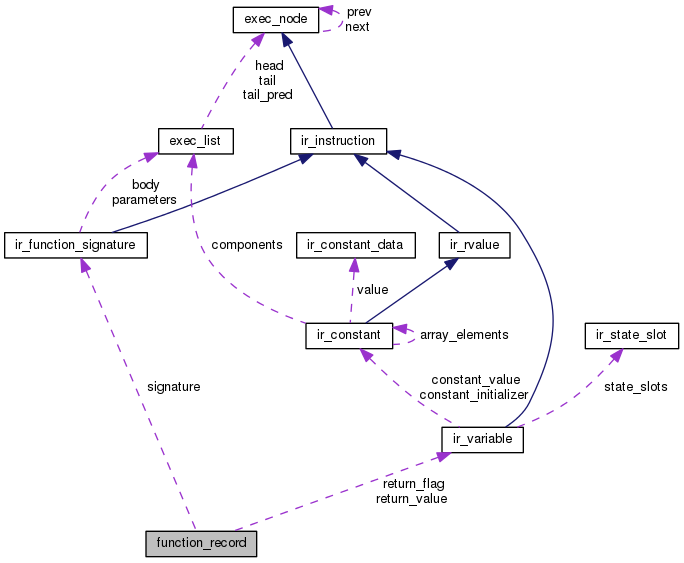 exec_node
prev
next
head
tail
tail_pred
exec_list
ir_instruction
body
parameters
ir_function_signature
components
ir_constant_data
ir_rvalue
value
ir_constant
array_elements
ir_state_slot
constant_value
constant_initializer
state_slots
signature
ir_variable
return_flag
return_value
function_record